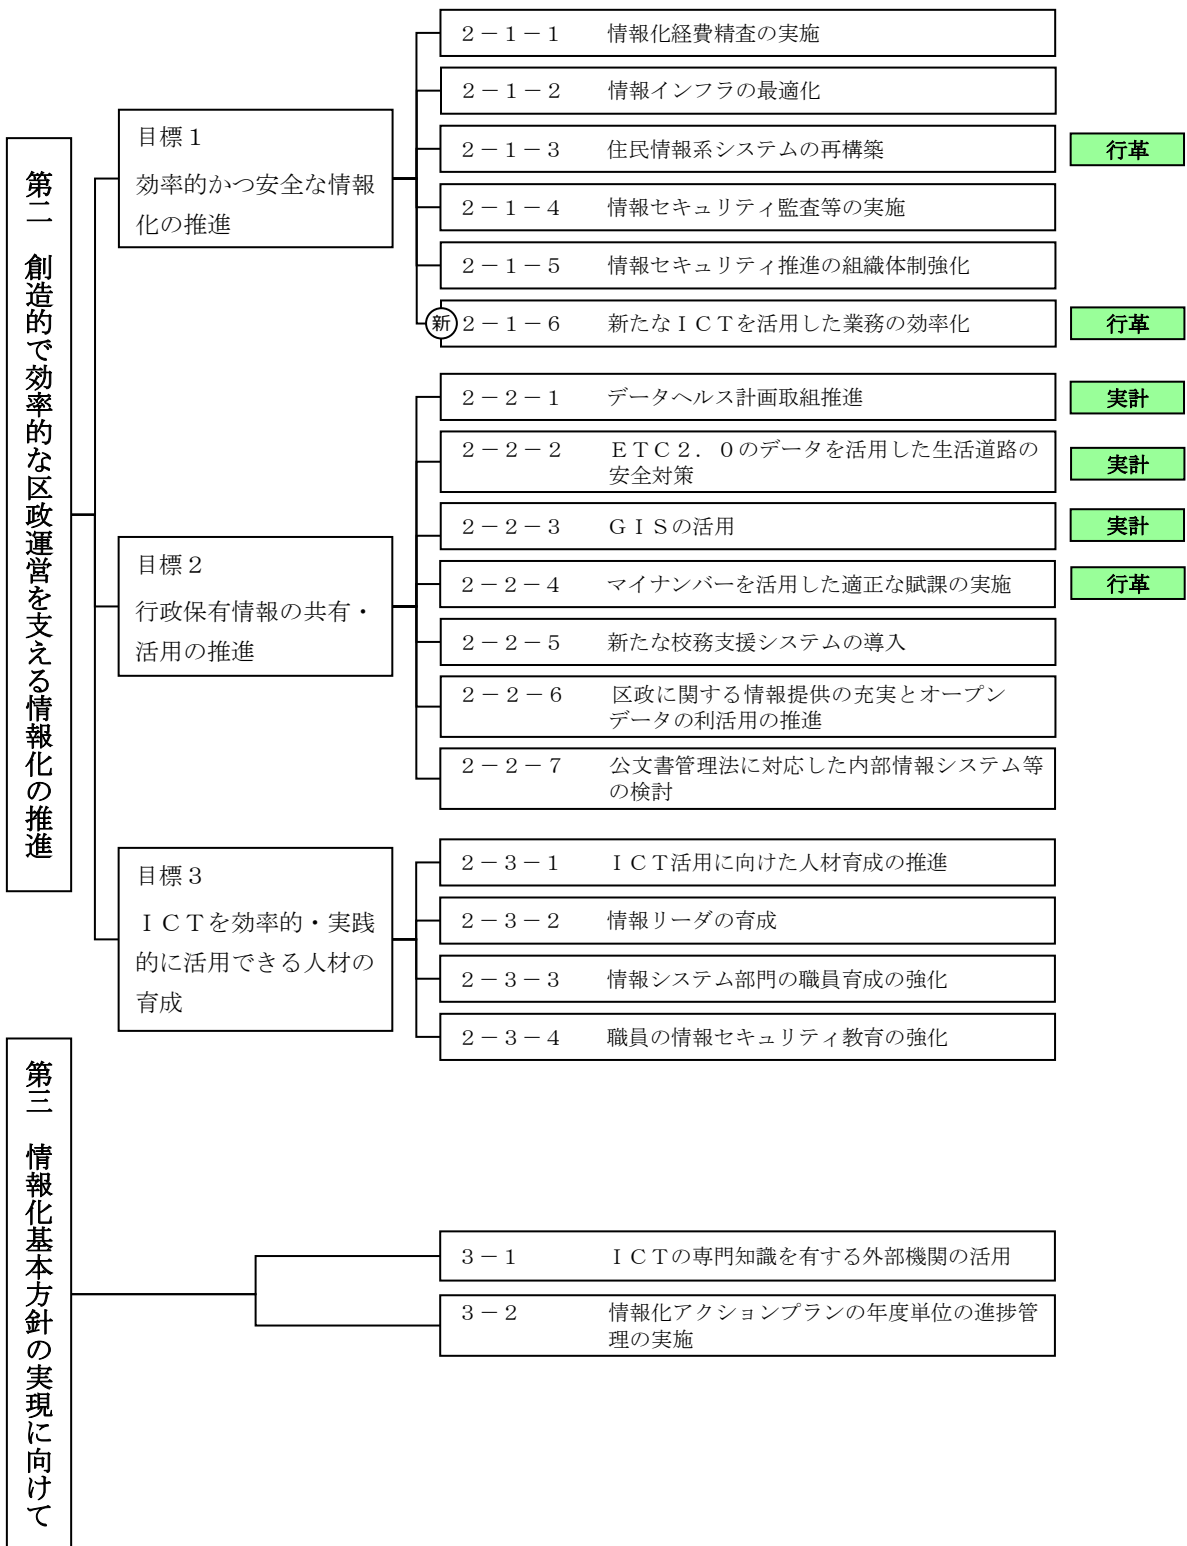 第二　創造的で効率的な区政運営を支える情報化の推進
目標１
効率的かつ安全な情報
化の推進
２－１－１　情報化経費精査の実施
２－１－２　情報インフラの最適化
２－１－３　住民情報系システムの再構築　行革
２－１－４　情報セキュリティ監査等の実施
２－１－５　情報セキュリティ推進の組織体制強化
新　２－１－６　新たなＩＣＴを活用した業務の効率化　行革
目標２
行政保有情報の共有・
活用の推進
２－２－１　データヘルス計画取組推進　実計
２－２－２　ＥＴＣ２．０のデータを活用した生活道路の
安全対策　実計
２－２－３　ＧＩＳの活用　実計
２－２－４　マイナンバーを活用した適正な賦課の実施　行革
２－２－５　新たな校務支援システムの導入
２－２－６　区政に関する情報提供の充実とオープン
データの利活用の推進
２－２－７　公文書管理法に対応した内部情報システム等
の検討
目標３
ＩＣＴを効率的・実践
的に活用できる人材の
育成
２－３－１　ＩＣＴ活用に向けた人材育成の推進
２－３－２　情報リーダの育成
２－３－３　情報システム部門の職員育成の強化
２－３－４　職員の情報セキュリティ教育の強化
第三　情報化基本方針の実現に向けて
３－１　ＩＣＴの専門知識を有する外部機関の活用
３－２　情報化アクションプランの年度単位の進捗管
理の実施